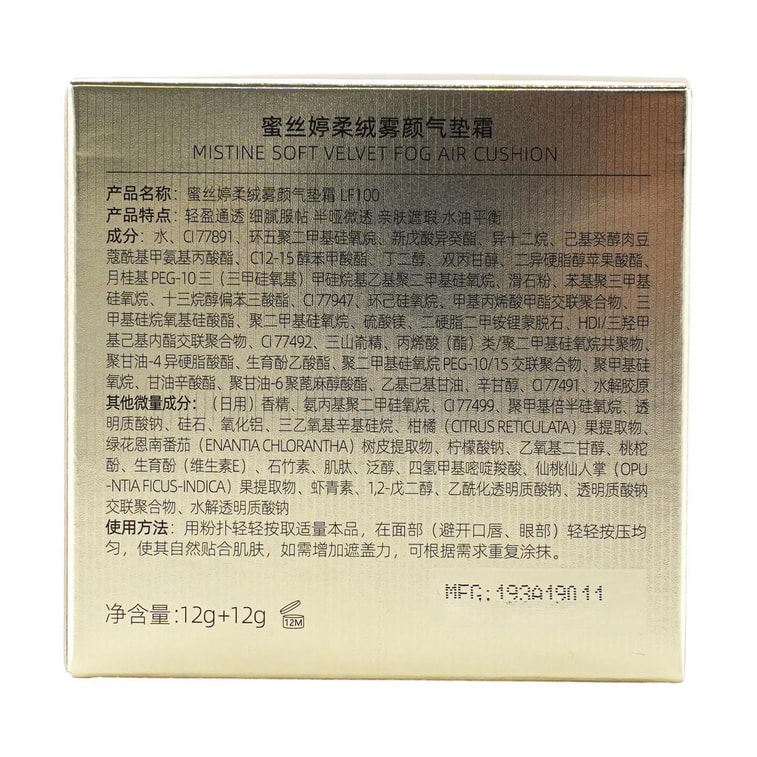 蜜丝婷柔绒雾颜气垫霜
MISTINE SOFT VELVET FOG AIR CUSHION
产品名称：蜜丝婷柔绒雾颜气垫霜 LF100
产品特点：轻盈通透 细腻服帖 半哑微透 亲肤遮瑕 水油平衡
成分：水、CI 77891、环五聚二甲基硅氧烷、新戊酸异癸酯、异十二烷、己基癸醇肉豆
蔻酰基甲氨基丙酸酯、C12-15 醇苯甲酸酯、丁二醇、双丙甘醇、二异硬脂醇苹果酸酯、
月桂基 PEG-10 三（三甲硅氧基）甲硅烷基乙基聚二甲基硅氧烷、滑石粉、苯基聚三甲基
硅氧烷、十三烷醇偏苯三酸酯、CI 77947、环己硅氧烷、甲基丙烯酸甲酯交联聚合物、三
甲基硅烷氧基硅酸酯、聚二甲基硅氧烷、硫酸镁、二硬脂二甲铵锂蒙脱石、HDI/三羟甲
基己基内酯交联聚合物、CI 77492、三山嵛精、丙烯酸（酯）类/聚二甲基硅氧烷共聚物、
聚甘油-4 异硬脂酸酯、生育酚乙酸酯、聚二甲基硅氧烷 PEG-10/15 交联聚合物、聚甲基硅
氧烷、甘油辛酸酯、聚甘油-6 聚蓖麻醇酸酯、乙基己基甘油、辛甘醇、CI 77491、水解胶原
其他微量成分：（日用）香精、氨丙基聚二甲硅氧烷、CI 77499、聚甲基倍半硅氧烷、透
明质酸钠、硅石、氧化铝、三乙氧基辛基硅烷、柑橘（CITRUS RETICULATA）果提取物、
绿花恩南番茄（ENANTIA CHLORANTHA）树皮提取物、柠檬酸钠、乙氧基二甘醇、桃柁
酚、生育酚（维生素E）、石竹素、肌肽、泛醇、四氢甲基嘧啶羧酸、仙桃仙人掌（OPU
-NTIA FICUS-INDICA）果提取物、虾青素、1,2-戊二醇、乙酰化透明质酸钠、透明质酸钠
交联聚合物、水解透明质酸钠
使用方法：用粉扑轻轻按取适量本品，在面部（避开口唇、眼部）轻轻按压均
匀，使其自然贴合肌肤，如需增加遮盖力，可根据需求重复涂抹。
MFG:193A19011
净含量:12g+12g 12M